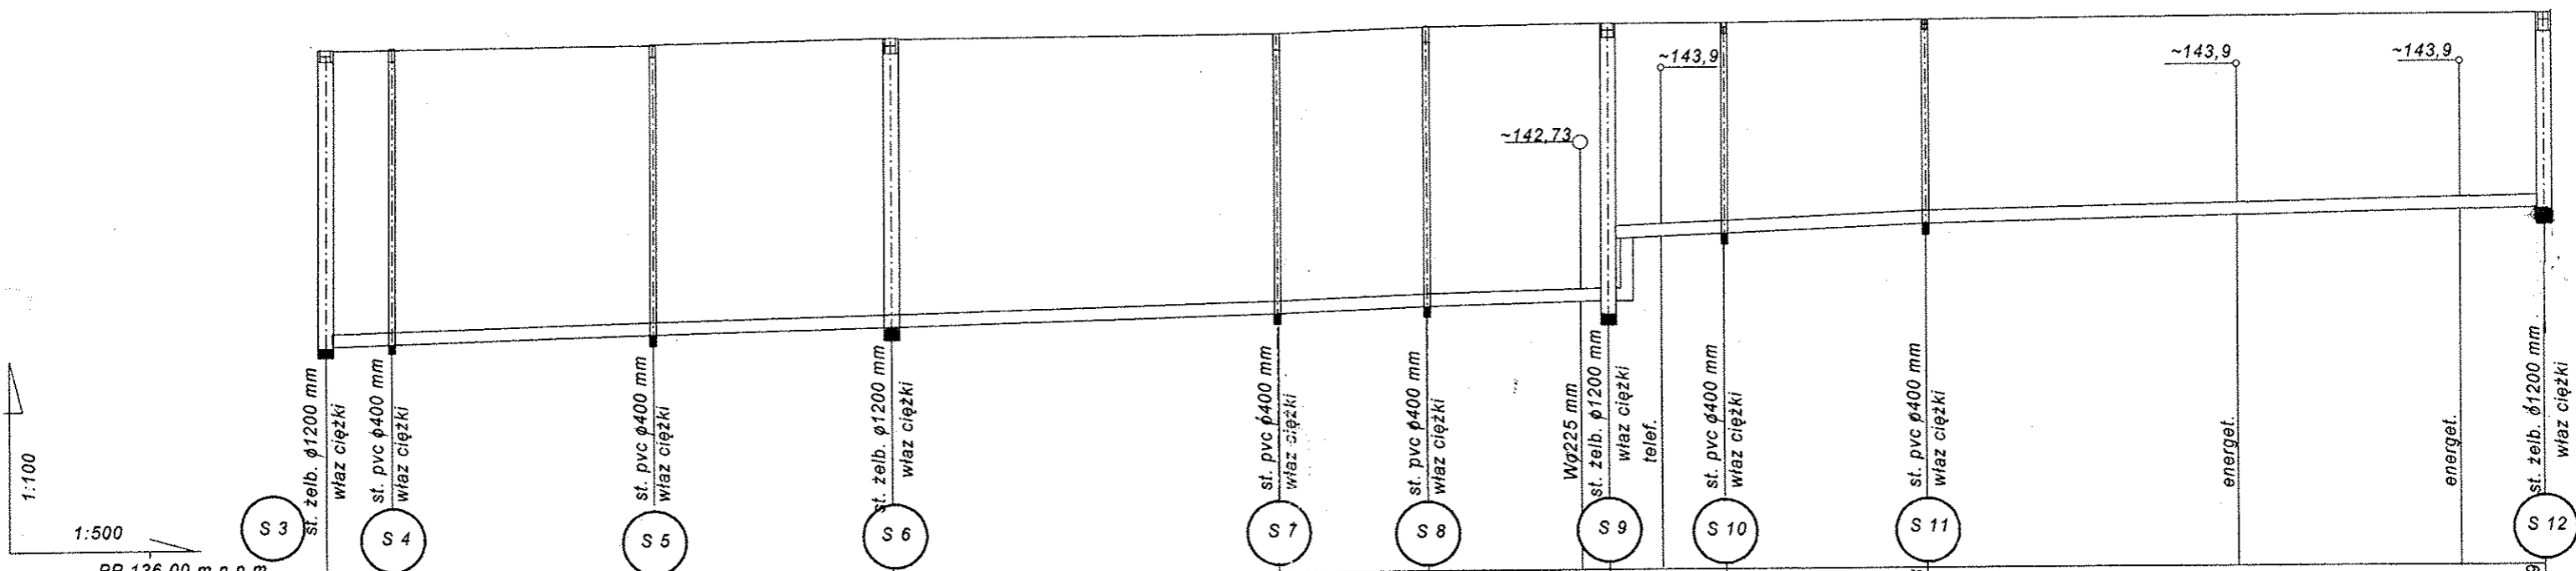 ~143,9
~143,9
~143,9
~142,73
1:100
1:500
st. żelb. ϕ1200 mm
właz ciężki
st. pvc ϕ400 mm
właz ciężki
st. pvc ϕ400 mm
właz ciężki
st. żelb. ϕ1200 mm
właz ciężki
st. pvc ϕ400 mm
właz ciężki
st. pvc ϕ400 mm
właz ciężki
Wϕ225 mm
st. żelb. ϕ1200 mm
właz ciężki
telef.
st. pvc ϕ400 mm
właz ciężki
st. pvc ϕ400 mm
właz ciężki
energet.
energet.
st. żelb. ϕ1200 mm
właz ciężki
S 3
S 4
S 5
S 6
S 7
S 8
S 9
S 10
S 11
S 12
PP 136,00 m n.p.m.